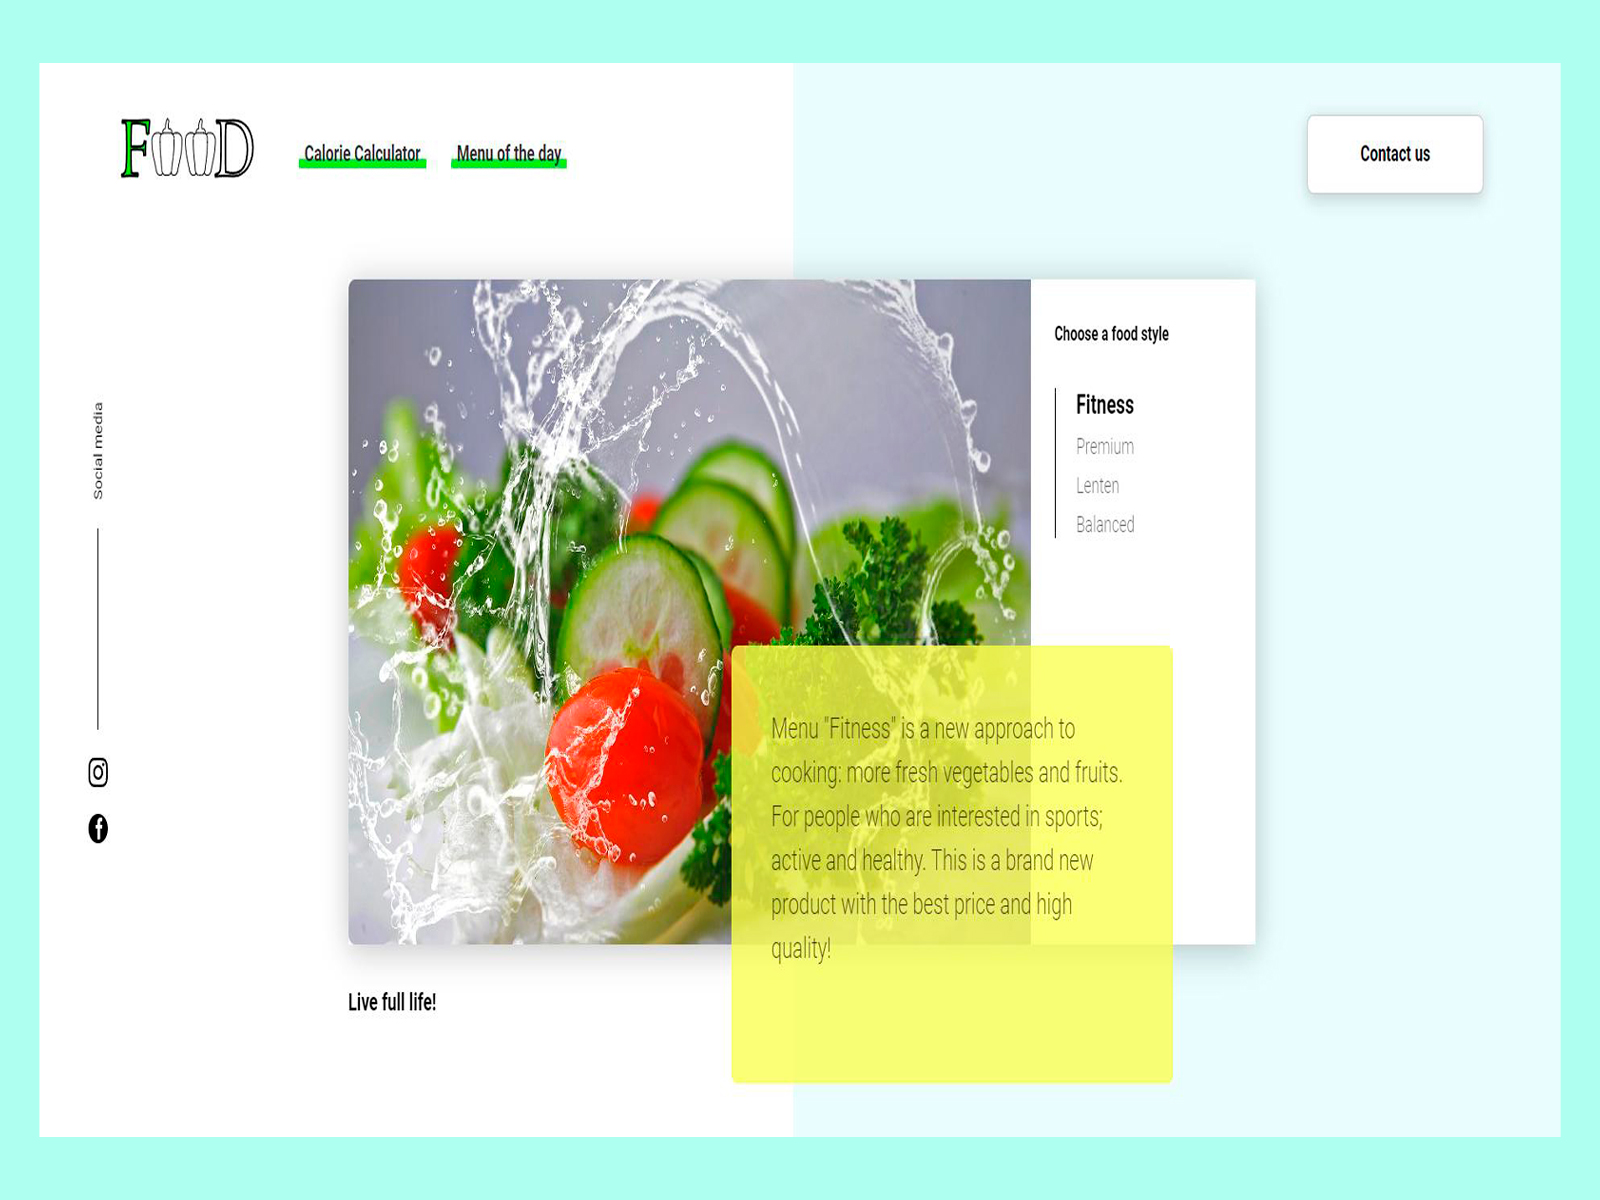 FOOD
Calorie Calculator
Menu of the day
Contact us
Choose a food style
Fitness
Premium
Lenten
Balanced
Social media
Menu "Fitness" is a new approach to
cooking: more fresh vegetables and fruits.
For people who are interested in sports;
active and healthy. This is a brand new
product with the best price and high
quality!
Live full life!